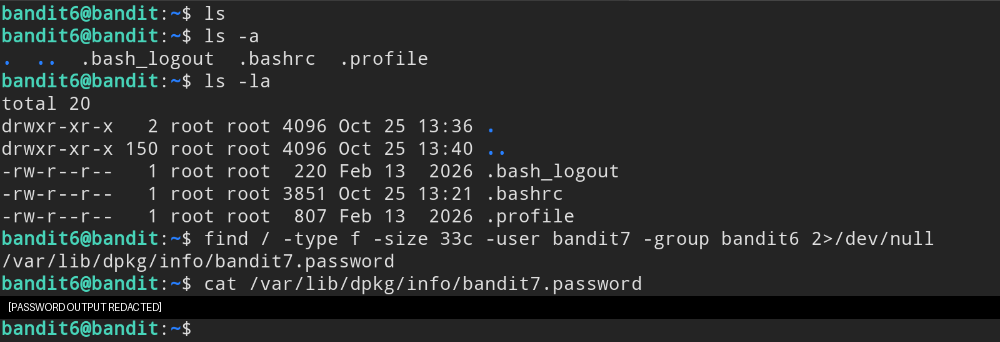 bandit6@bandit:~$ ls
bandit6@bandit:~$ ls -a
.  ..  .bash_logout  .bashrc  .profile
bandit6@bandit:~$ ls -la
total 20
drwxr-xr-x   2 root root 4096 Oct 25 13:36 .
drwxr-xr-x 150 root root 4096 Oct 25 13:40 ..
-rw-r--r--   1 root root  220 Feb 13  2026 .bash_logout
-rw-r--r--   1 root root 3851 Oct 25 13:21 .bashrc
-rw-r--r--   1 root root  807 Feb 13  2026 .profile
bandit6@bandit:~$ find / -type f -size 33c -user bandit7 -group bandit6 2>/dev/null
/var/lib/dpkg/info/bandit7.password
bandit6@bandit:~$ cat /var/lib/dpkg/info/bandit7.password
[PASSWORD OUTPUT REDACTED]
bandit6@bandit:~$